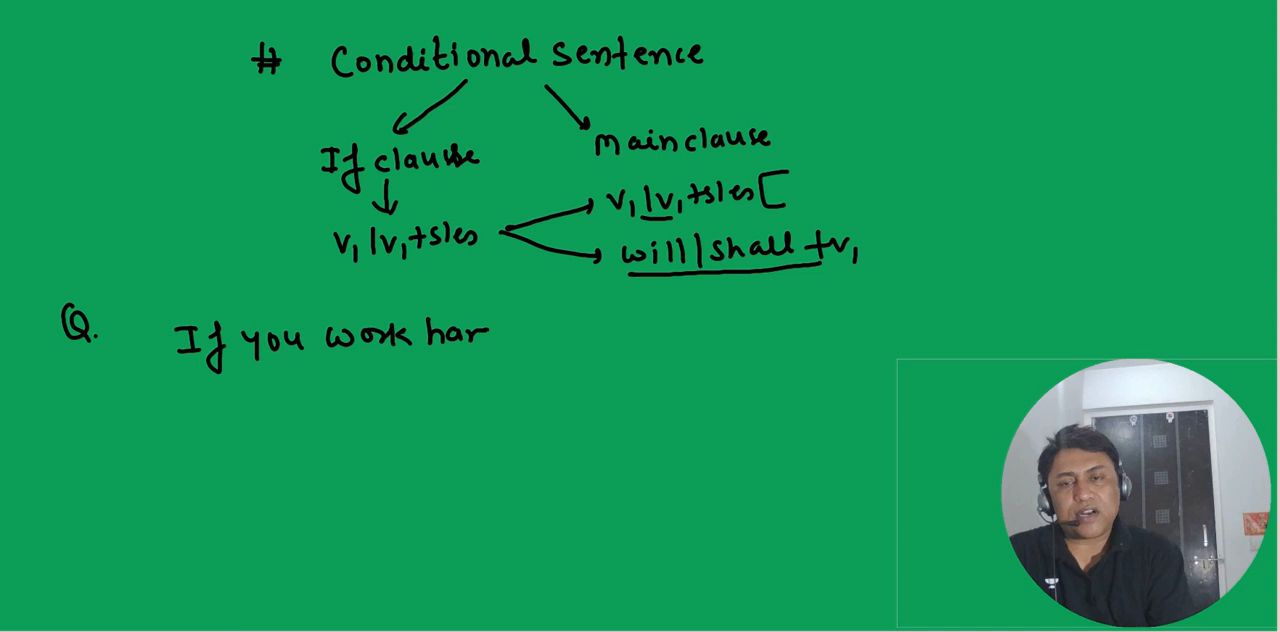 # Conditional Sentence
If clause
Main clause
V₁ | V₁+s|es
V₁ | V₁+s|es [
will | shall + V₁
Q. If you work har